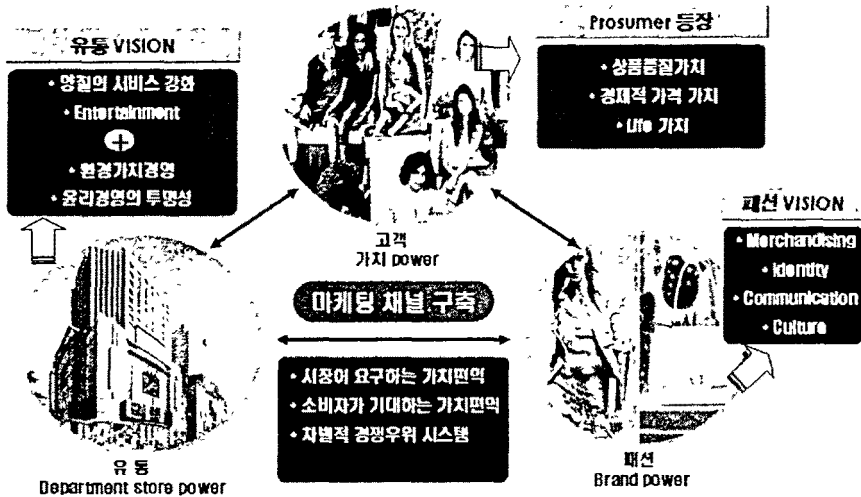 유통 VISION
• 양질의 서비스 강화
• Entertainment
+
• 환경가치경영
• 윤리경영의 투명성
Prosumer 등장
• 상품품질가치
• 경제적 가격 가치
• Life 가치
고객
가치 power
패션 VISION
• Merchandising
• Identity
• Communication
• Culture
마케팅 채널 구축
• 시장이 요구하는 가치편익
• 소비자가 기대하는 가치편익
• 차별적 경쟁우위 시스템
유통
Department store power
패션
Brand power